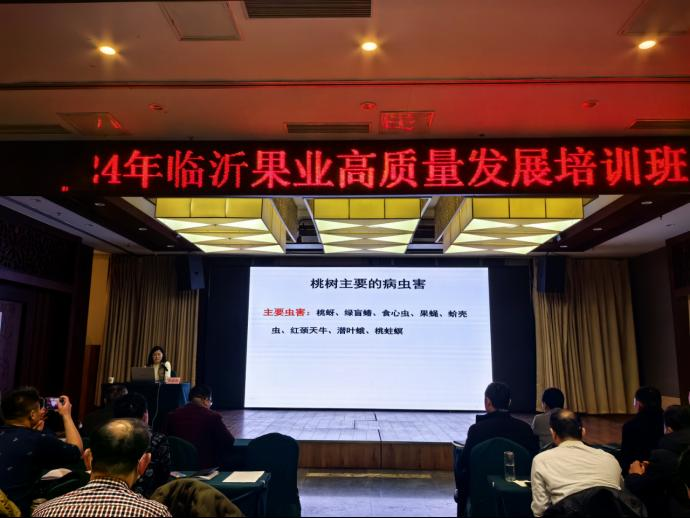 24年临沂果业高质量发展培训班
桃树主要的病虫害
主要虫害：桃蚜、绿盲蝽、食心虫、果蝇、蚧壳
虫、红颈天牛、潜叶蛾、桃蛀螟